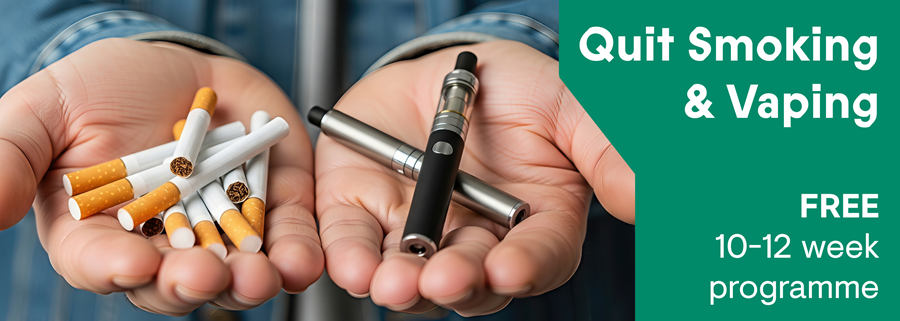 Quit Smoking
& Vaping
FREE
10-12 week
programme